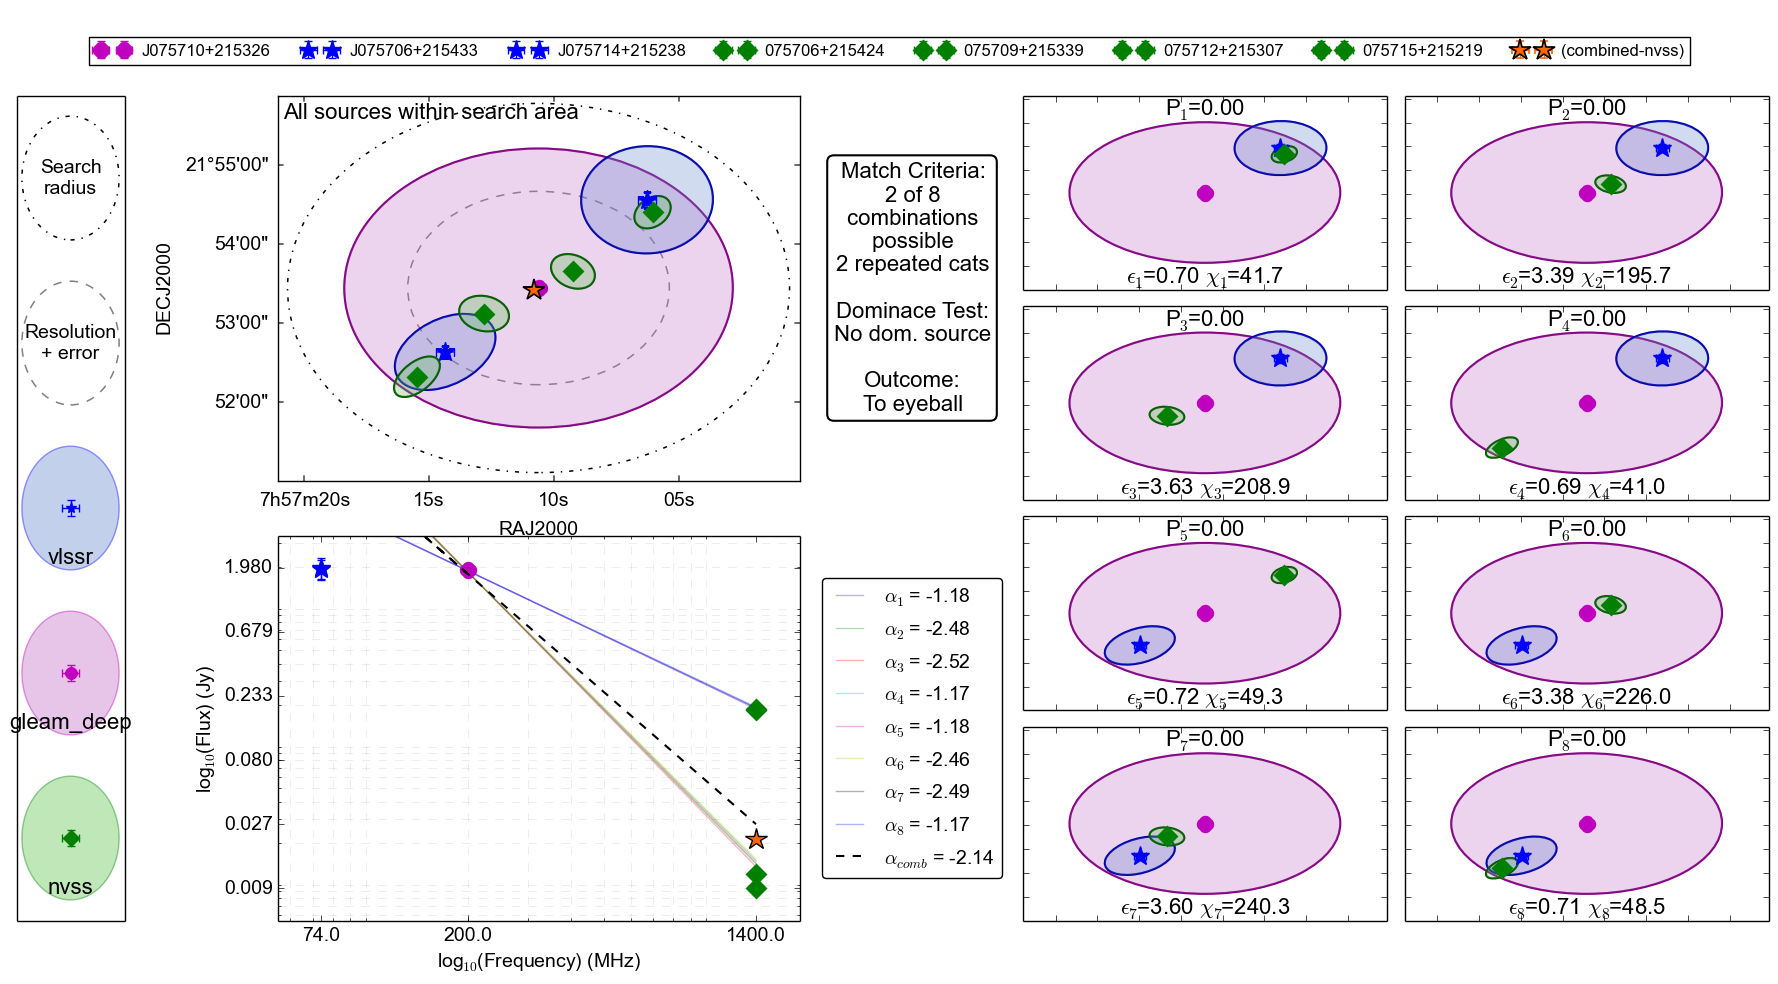 J075710+215326 J075706+215433 J075714+215238 075706+215424 075709+215339 075712+215307 075715+215219 (combined-nvss)
Search
radius
Resolution
+ error
vlssr
gleam_deep
nvss
All sources within search area
DECJ2000
21°55'00"
54'00"
53'00"
52'00"
7h57m20s 15s 10s 05s
RAJ2000
Match Criteria:
2 of 8
combinations
possible
2 repeated cats
Dominace Test:
No dom. source
Outcome:
To eyeball
log10(Flux) (Jy)
1.980
0.679
0.233
0.080
0.027
0.009
74.0 200.0 1400.0
log10(Frequency) (MHz)
α1 = -1.18
α2 = -2.48
α3 = -2.52
α4 = -1.17
α5 = -1.18
α6 = -2.46
α7 = -2.49
α8 = -1.17
αcomb = -2.14
P1=0.00
ϵ1=0.70 χ1=41.7
P2=0.00
ϵ2=3.39 χ2=195.7
P3=0.00
ϵ3=3.63 χ3=208.9
P4=0.00
ϵ4=0.69 χ4=41.0
P5=0.00
ϵ5=0.72 χ5=49.3
P6=0.00
ϵ6=3.38 χ6=226.0
P7=0.00
ϵ7=3.60 χ7=240.3
P8=0.00
ϵ8=0.71 χ8=48.5